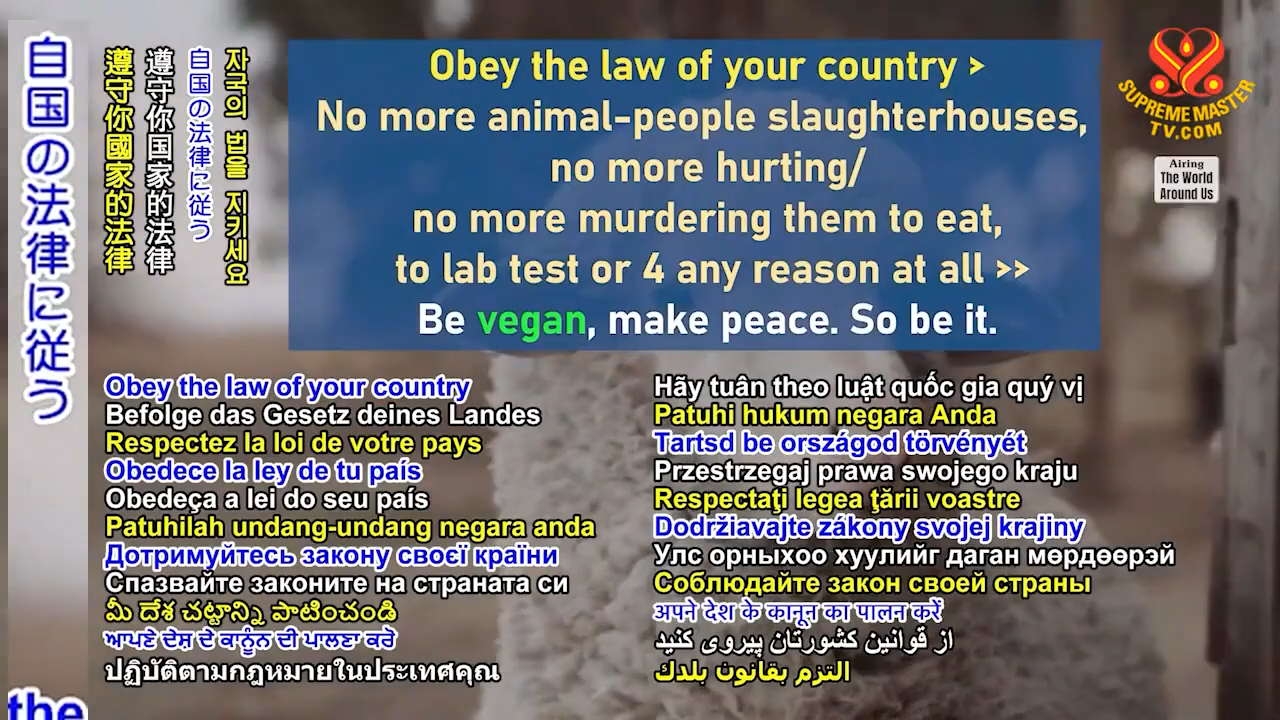 自国の法律に従う
遵守你國家的法律
遵守你国家的法律
自国の法律に従う
자국의 법을 지키세요
Obey the law of your country >
No more animal-people slaughterhouses,
no more hurting/
no more murdering them to eat,
to lab test or 4 any reason at all >>
Be vegan, make peace. So be it.
SUPREME MASTER
TV.COM
Airing
The World
Around Us
Obey the law of your country
Befolge das Gesetz deines Landes
Respectez la loi de votre pays
Obedece la ley de tu país
Obedeça a lei do seu país
Patuhilah undang-undang negara anda
Дотримуйтесь закону своєї країни
Спазвайте законите на страната си
మీ దేశ చట్టాన్ని పాటించండి
ਆਪਣੇ ਦੇਸ਼ ਦੇ ਕਾਨੂੰਨ ਦੀ ਪਾਲਣਾ ਕਰੋ
ปฏิบัติตามกฎหมายในประเทศคุณ
Hãy tuân theo luật quốc gia quý vị
Patuhi hukum negara Anda
Tartsd be országod törvényét
Przestrzegaj prawa swojego kraju
Respectaţi legea ţării voastre
Dodržiavajte zákony svojej krajiny
Улс орныхоо хуулийг даган мөрдөөрэй
Соблюдайте закон своей страны
अपने देश के कानून का पालन करें
از قوانین کشورتان پیروی کنید
التزم بقانون بلدك
the